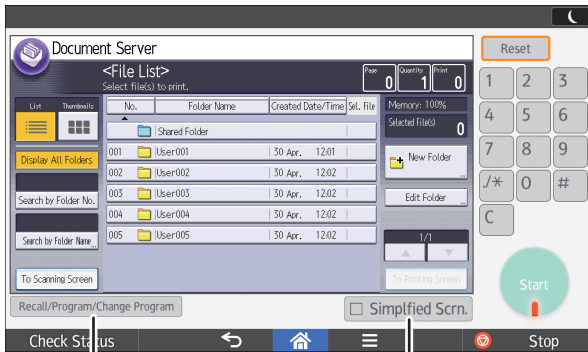 Document Server
<File List>
Select file(s) to print.
Page
0
Quantity
1
Print
0
List
Thumbnails
No.
Folder Name
Created Date/Time
Sel. File
Memory: 100%
Selected File(s)
0
Shared Folder
Display All Folders
001 User001 30 Apr. 12:01
002 User002 30 Apr. 12:02
003 User003 30 Apr. 12:02
004 User004 30 Apr. 12:02
005 User005 30 Apr. 12:02
New Folder
Search by Folder No.
Edit Folder
Search by Folder Name
1/1
To Scanning Screen
To Printing Screen
Recall/Program/Change Program
Simplfied Scrn.
Check Status
Stop
Reset
1 2 3
4 5 6
7 8 9
./* 0 #
C
Start